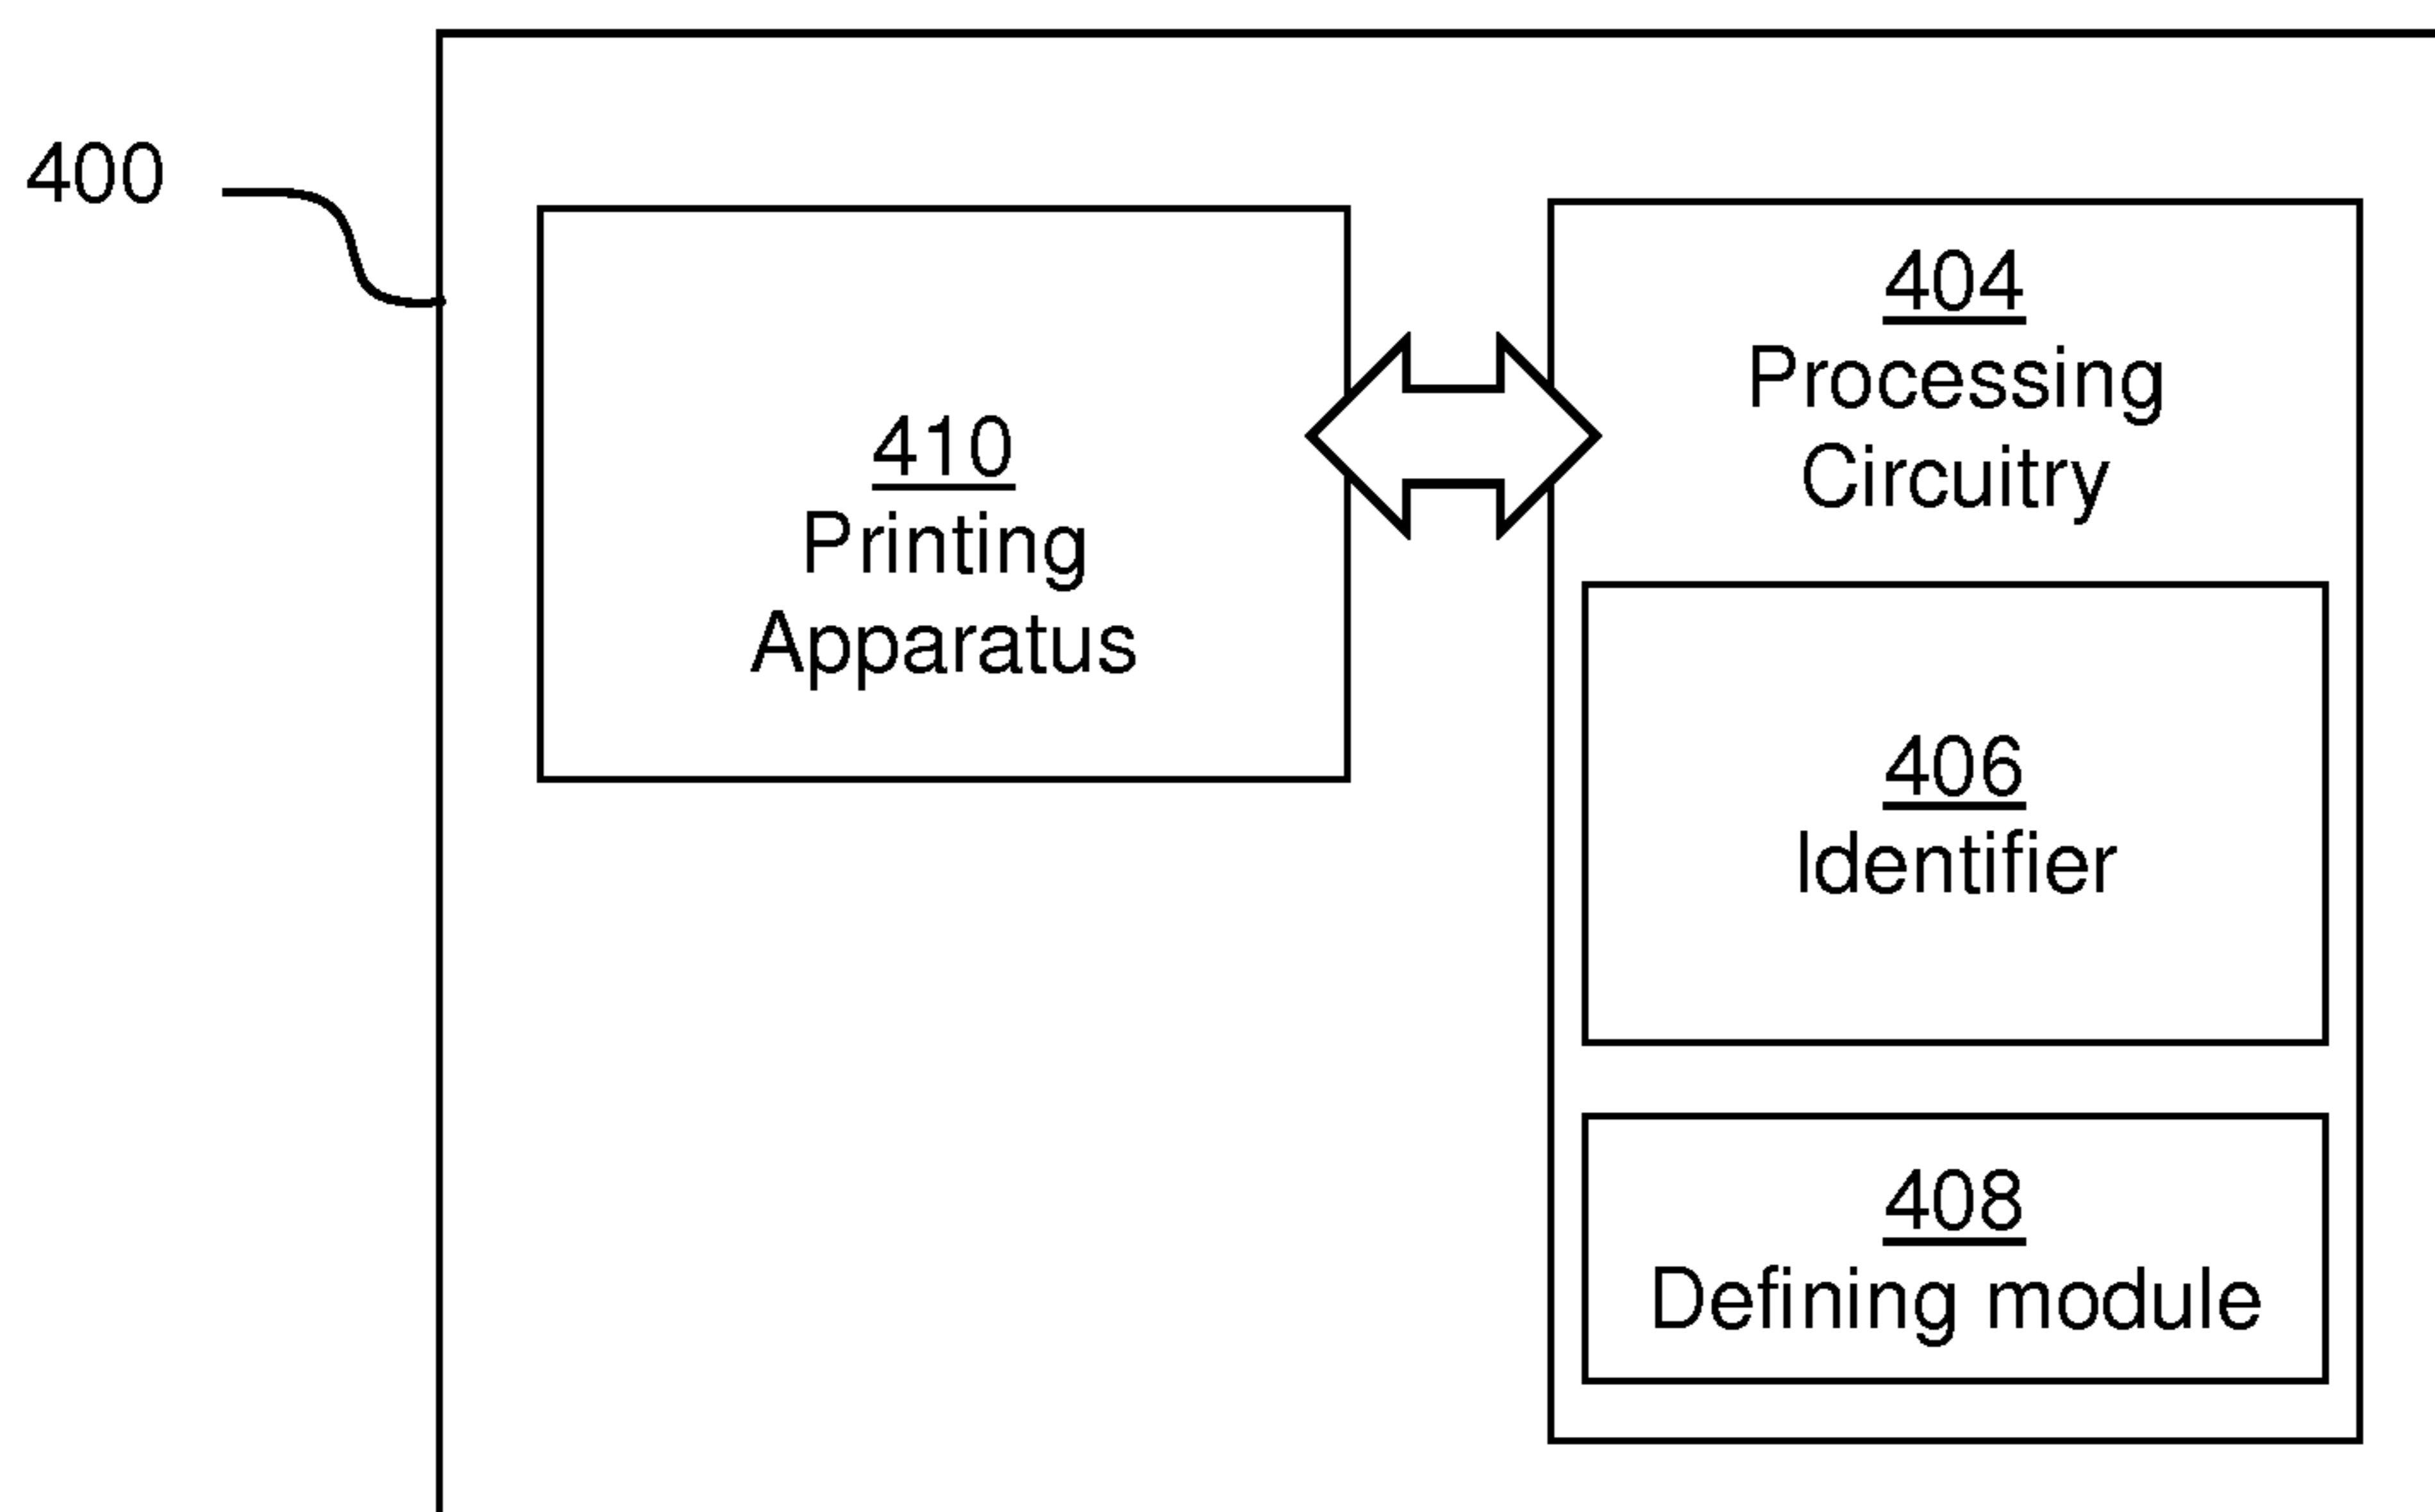 400
410
Printing
Apparatus
404
Processing
Circuitry
406
Identifier
408
Defining module